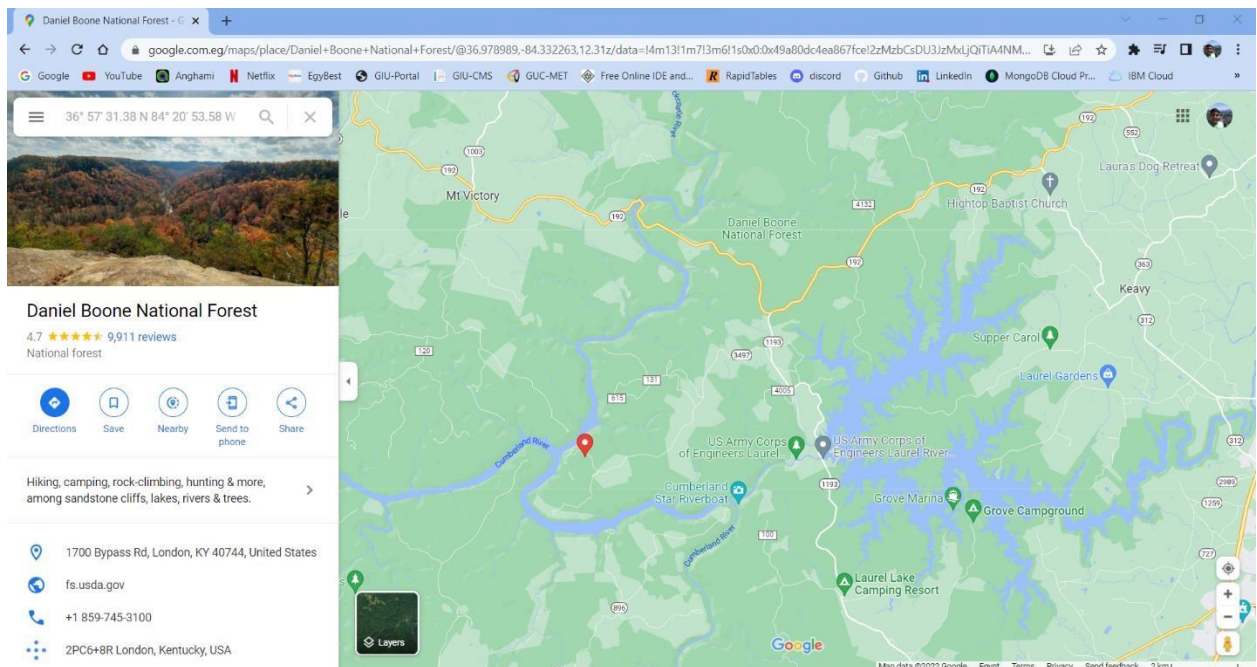 Daniel Boone National Forest - G
google.com.eg/maps/place/Daniel+Boone+National+Forest/@36.978989,-84.332263,12.31z/data=!4m13!1m7!3m6!1s0x0:0x49a80dc4ea867fce!2zMzbCsDU3JzMxLjQiTiA4NM...
Google YouTube Anghami Netflix EgyBest GIU-Portal GIU-CMS GUC-MET Free Online IDE and... RapidTables discord Github LinkedIn MongoDB Cloud Pr... IBM Cloud »
36° 57' 31.38 N 84° 20' 53.58 W
Daniel Boone National Forest
4.7 9,911 reviews
National forest
Directions Save Nearby Send to phone Share
Hiking, camping, rock-climbing, hunting & more,
among sandstone cliffs, lakes, rivers & trees.
1700 Bypass Rd, London, KY 40744, United States
fs.usda.gov
+1 859-745-3100
2PC6+8R London, Kentucky, USA
Layers
192
552
1003
Laura's Dog Retreat
192
Mt Victory
192
Hightop Baptist Church
4132
192
Daniel Boone
National Forest
192
363
Keavy
312
1193
Supper Carol
3497
120
131
Laurel Gardens
4005
615
312
Cumberland River
US Army Corps
of Engineers Laurel...
US Army Corps of
Engineers Laurel River...
2989
Cumberland
Star Riverboat
1193
Grove Marina
Grove Campground
1259
100
Cumberland River
727
Laurel Lake
Camping Resort
896
Google
Map data ©2022 Google Egypt Terms Privacy Send feedback 2 km